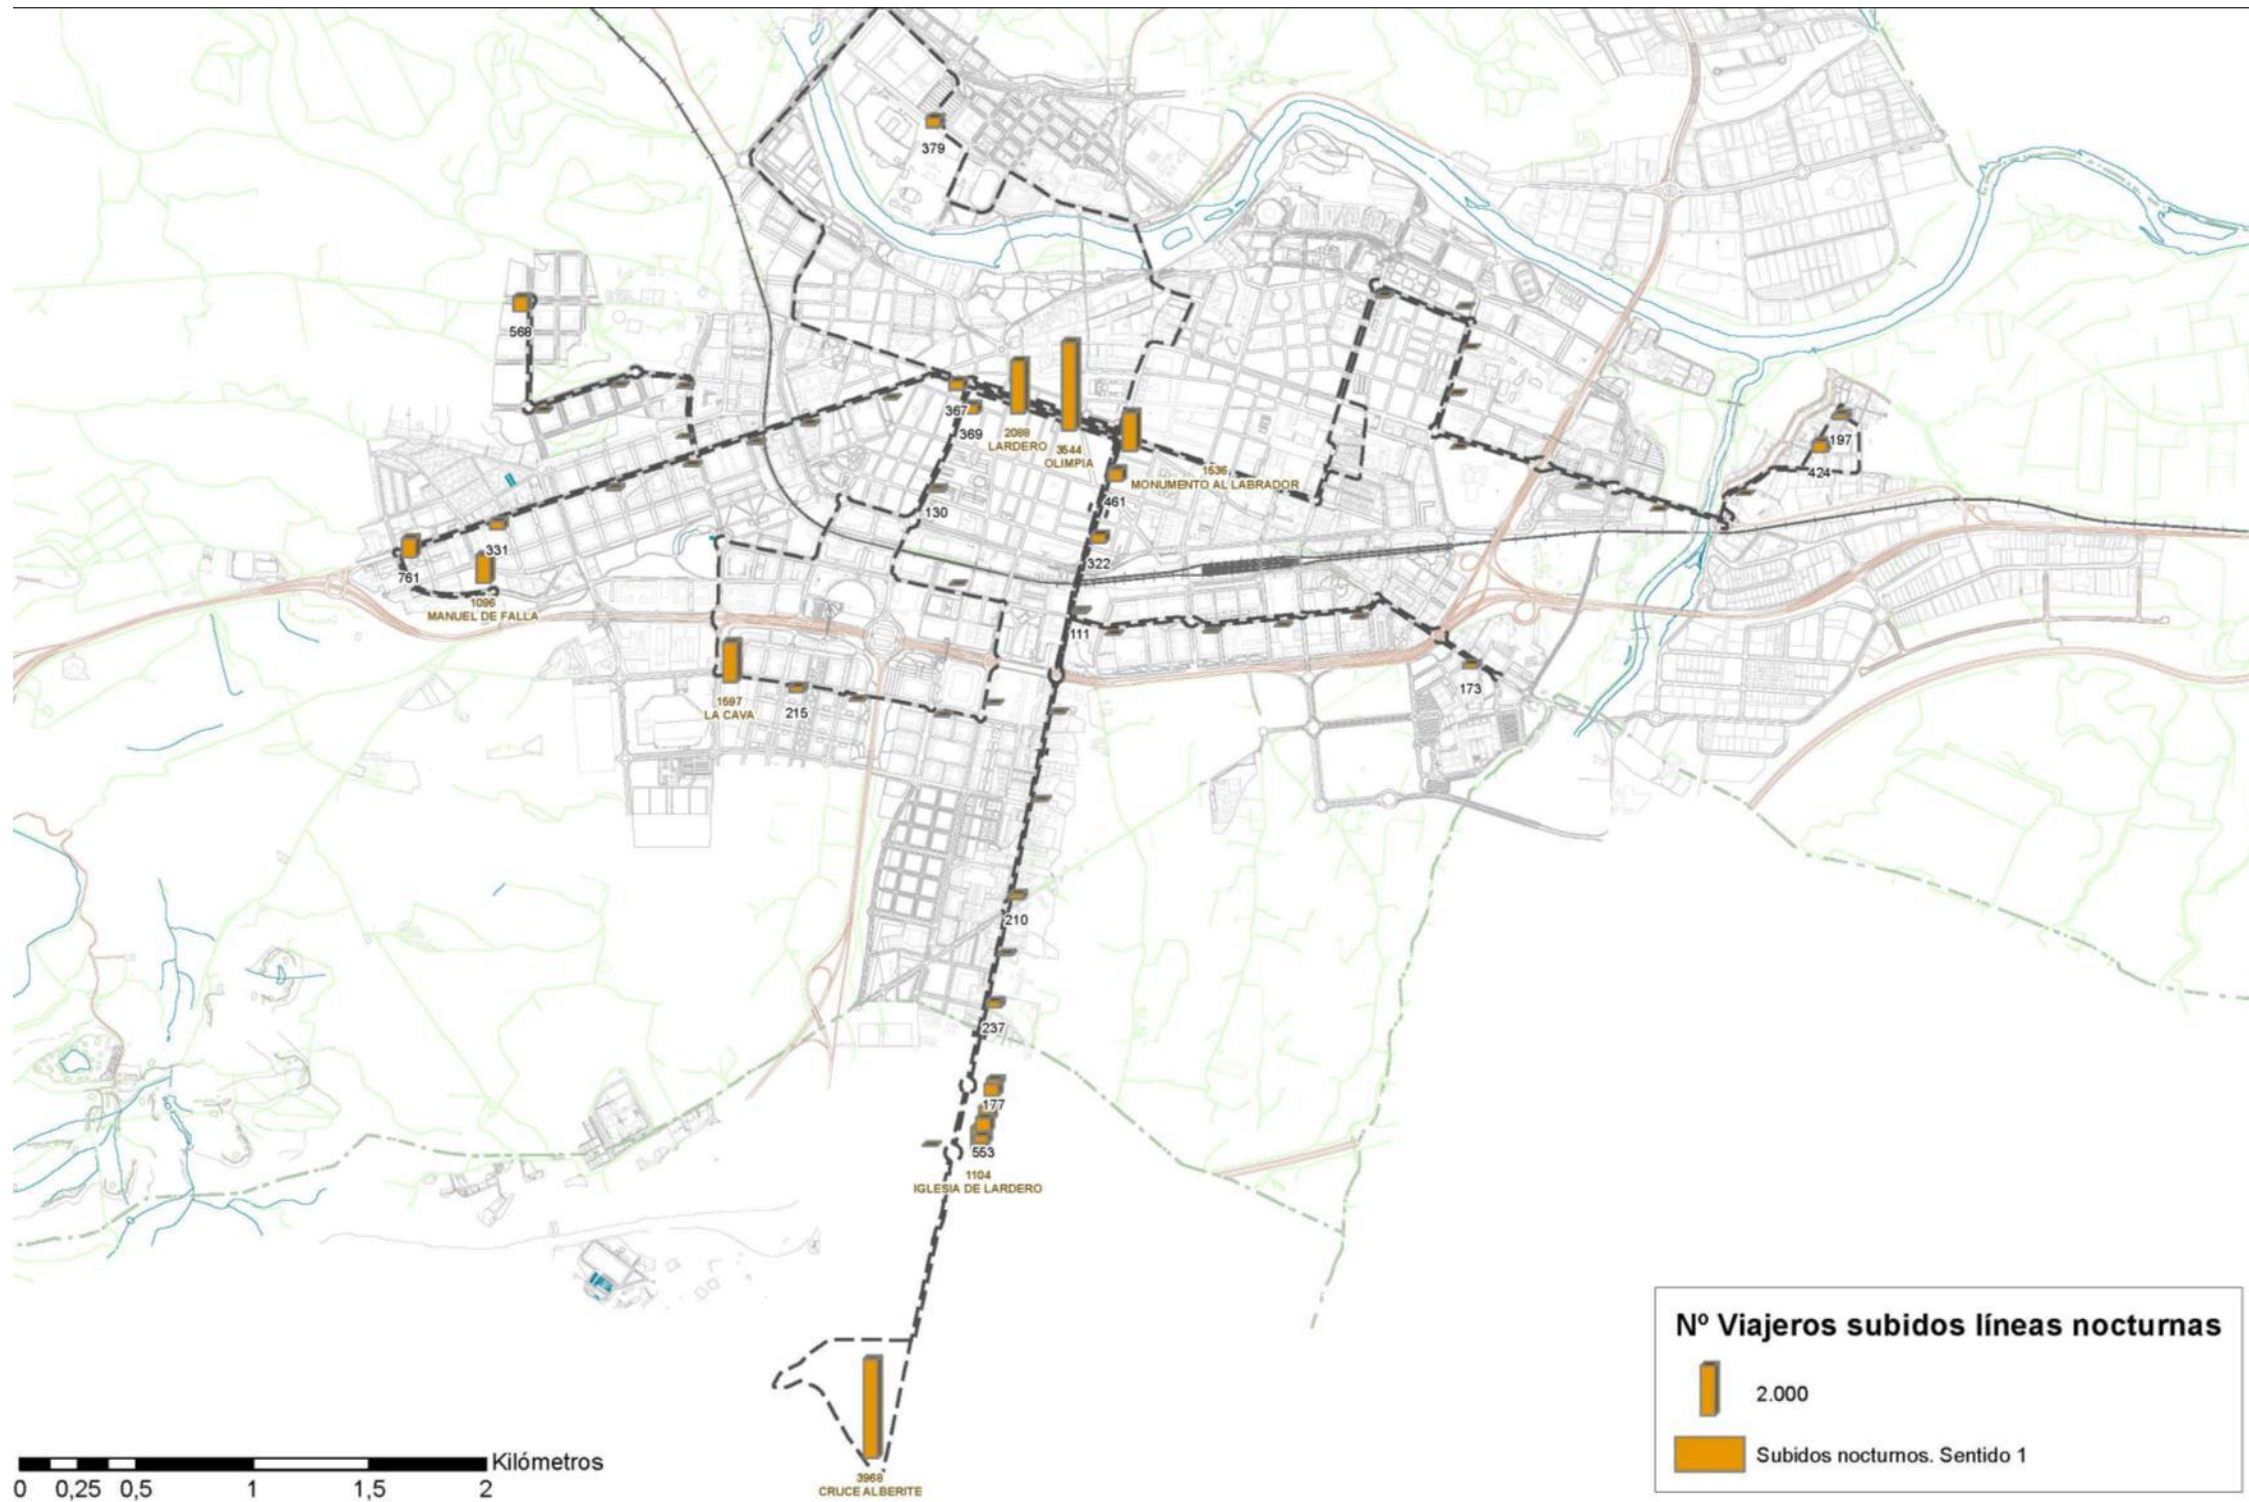 379
568
367
369
2088
LARDERO
3544
OLIMPIA
1536
MONUMENTO AL LABRADOR
197
424
461
130
322
331
761
1096
MANUEL DE FALLA
111
173
1597
LA CAVA
215
210
237
177
553
1104
IGLESIA DE LARDERO
3968
CRUCE ALBERITE
Nº Viajeros subidos líneas nocturnas
2.000
Subidos nocturnos. Sentido 1
Kilómetros
0 0,25 0,5 1 1,5 2